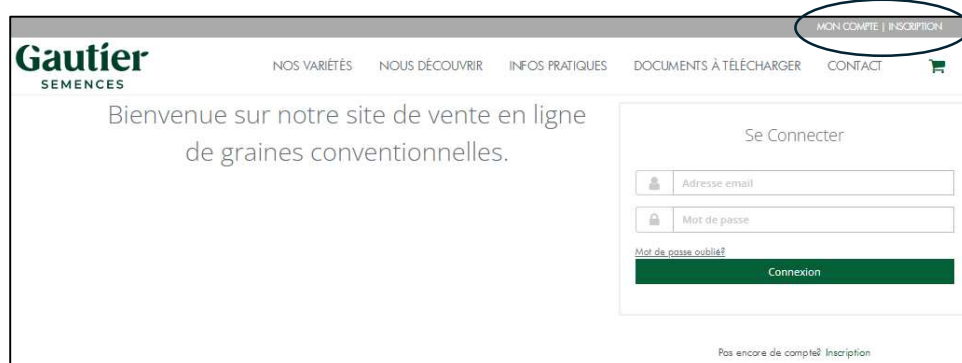 MON COMPTE | INSCRIPTION
Gautier
SEMENCES
NOS VARIÉTÉS NOUS DÉCOUVRIR INFOS PRATIQUES DOCUMENTS À TÉLÉCHARGER CONTACT
Bienvenue sur notre site de vente en ligne
de graines conventionnelles.
Se Connecter
Adresse email
Mot de passe
Mot de passe oublié?
Connexion
Pas encore de compte? Inscription